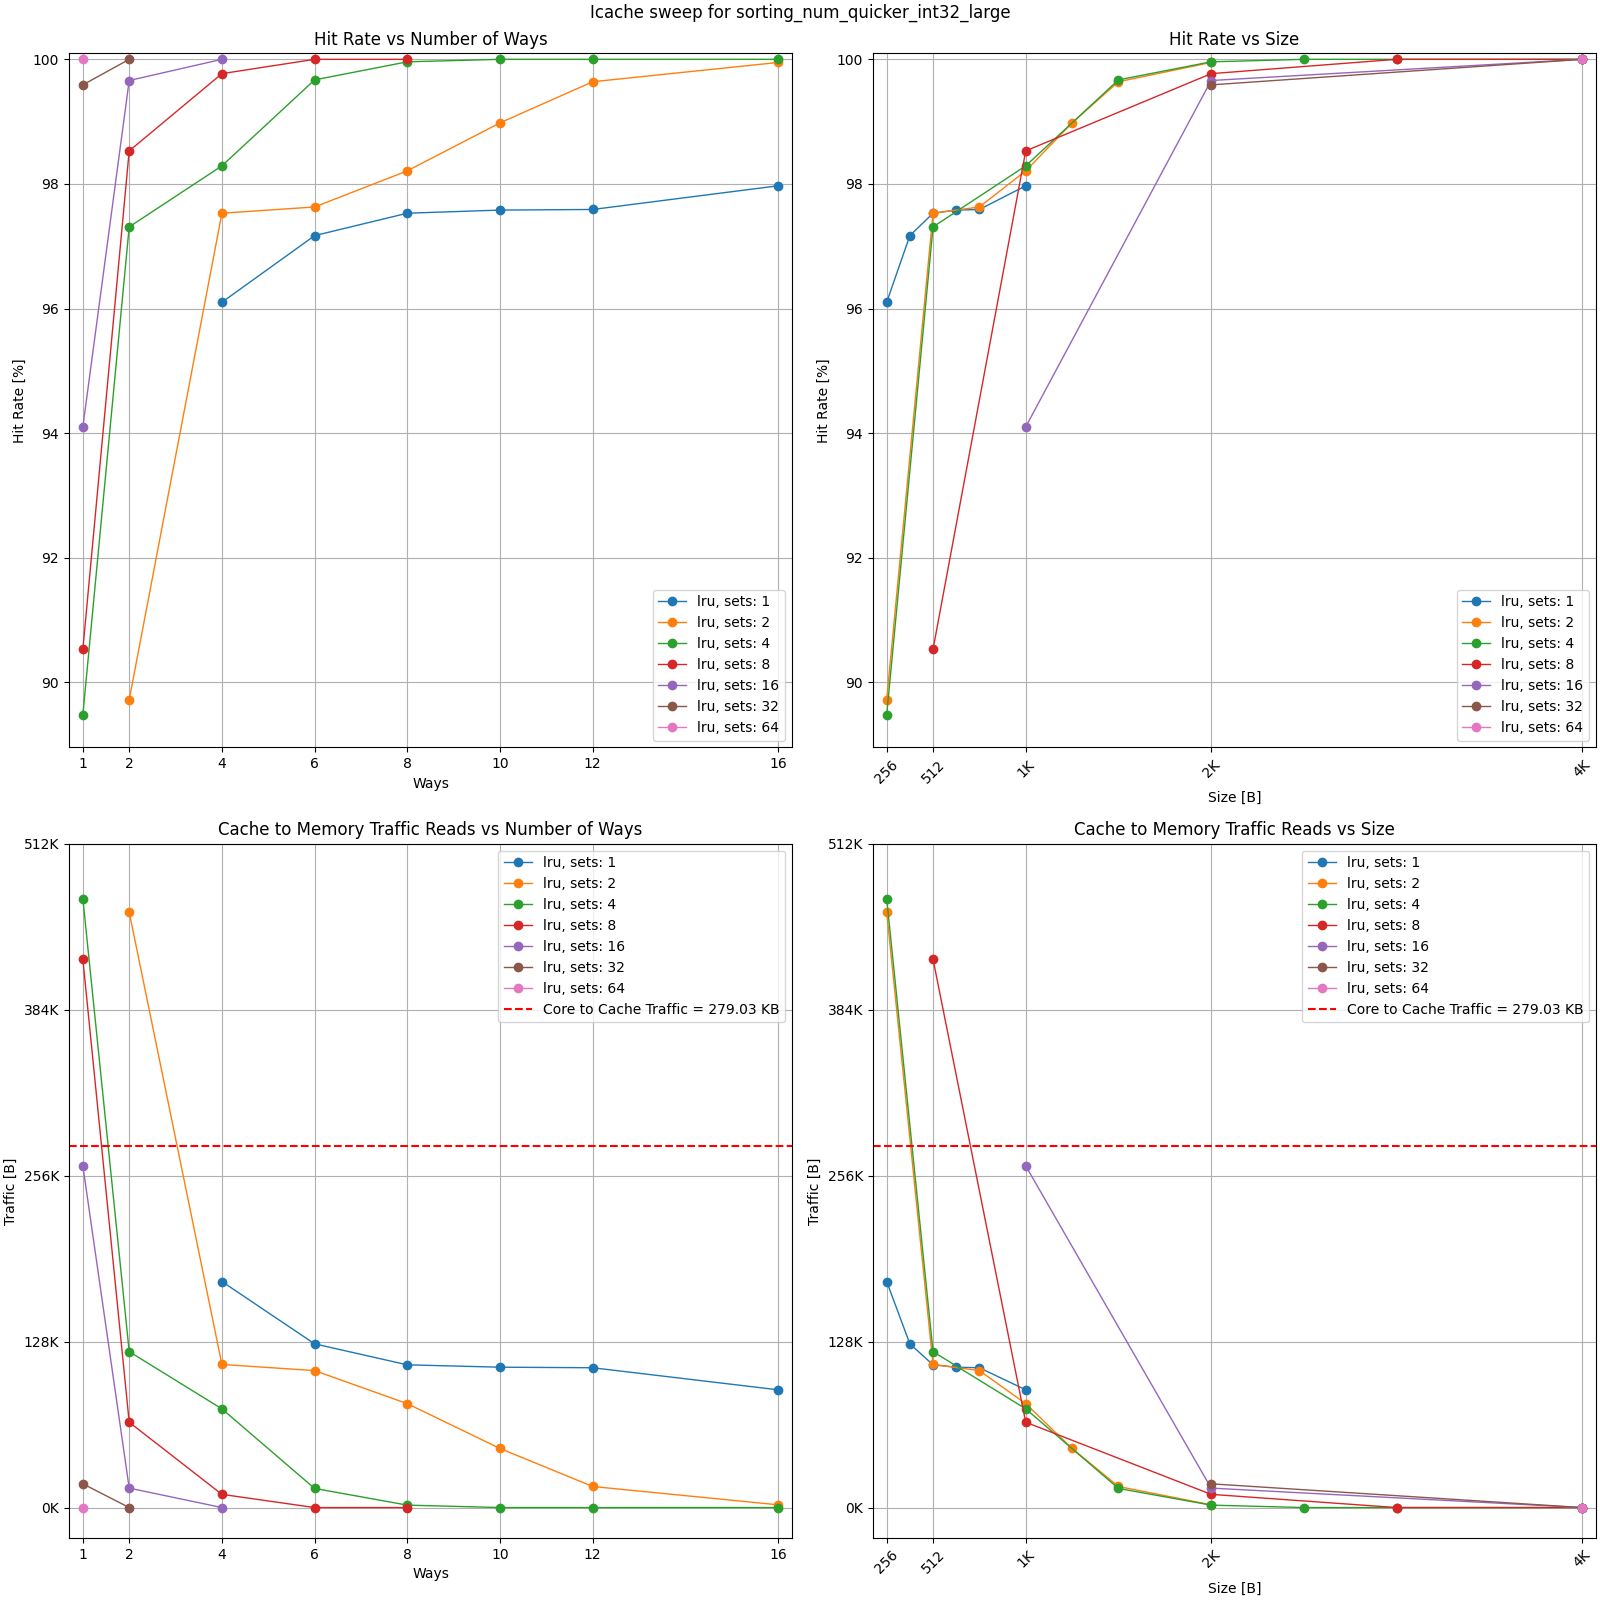 Icache sweep for sorting_num_quicker_int32_large
Hit Rate vs Number of Ways
Hit Rate [%]
100
98
96
94
92
90
lru, sets: 1
lru, sets: 2
lru, sets: 4
lru, sets: 8
lru, sets: 16
lru, sets: 32
lru, sets: 64
1 2 4 6 8 10 12 16
Ways
Hit Rate vs Size
Hit Rate [%]
100
98
96
94
92
90
lru, sets: 1
lru, sets: 2
lru, sets: 4
lru, sets: 8
lru, sets: 16
lru, sets: 32
lru, sets: 64
256 512 1K 2K 4K
Size [B]
Cache to Memory Traffic Reads vs Number of Ways
Traffic [B]
512K
384K
256K
128K
0K
lru, sets: 1
lru, sets: 2
lru, sets: 4
lru, sets: 8
lru, sets: 16
lru, sets: 32
lru, sets: 64
Core to Cache Traffic = 279.03 KB
1 2 4 6 8 10 12 16
Ways
Cache to Memory Traffic Reads vs Size
Traffic [B]
512K
384K
256K
128K
0K
lru, sets: 1
lru, sets: 2
lru, sets: 4
lru, sets: 8
lru, sets: 16
lru, sets: 32
lru, sets: 64
Core to Cache Traffic = 279.03 KB
256 512 1K 2K 4K
Size [B]